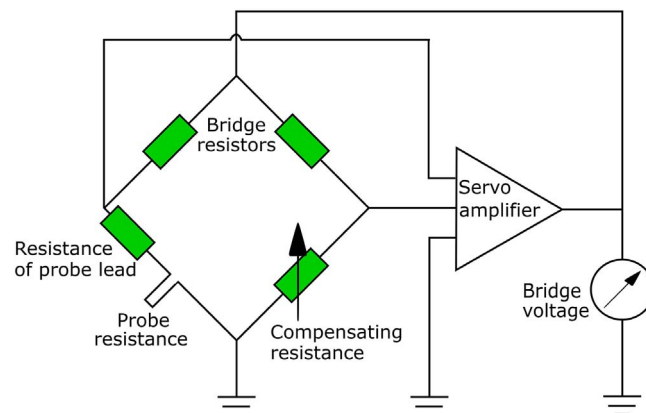 Bridge
resistors
Servo
amplifier
Resistance
of probe lead
Probe
resistance
Compensating
resistance
Bridge
voltage